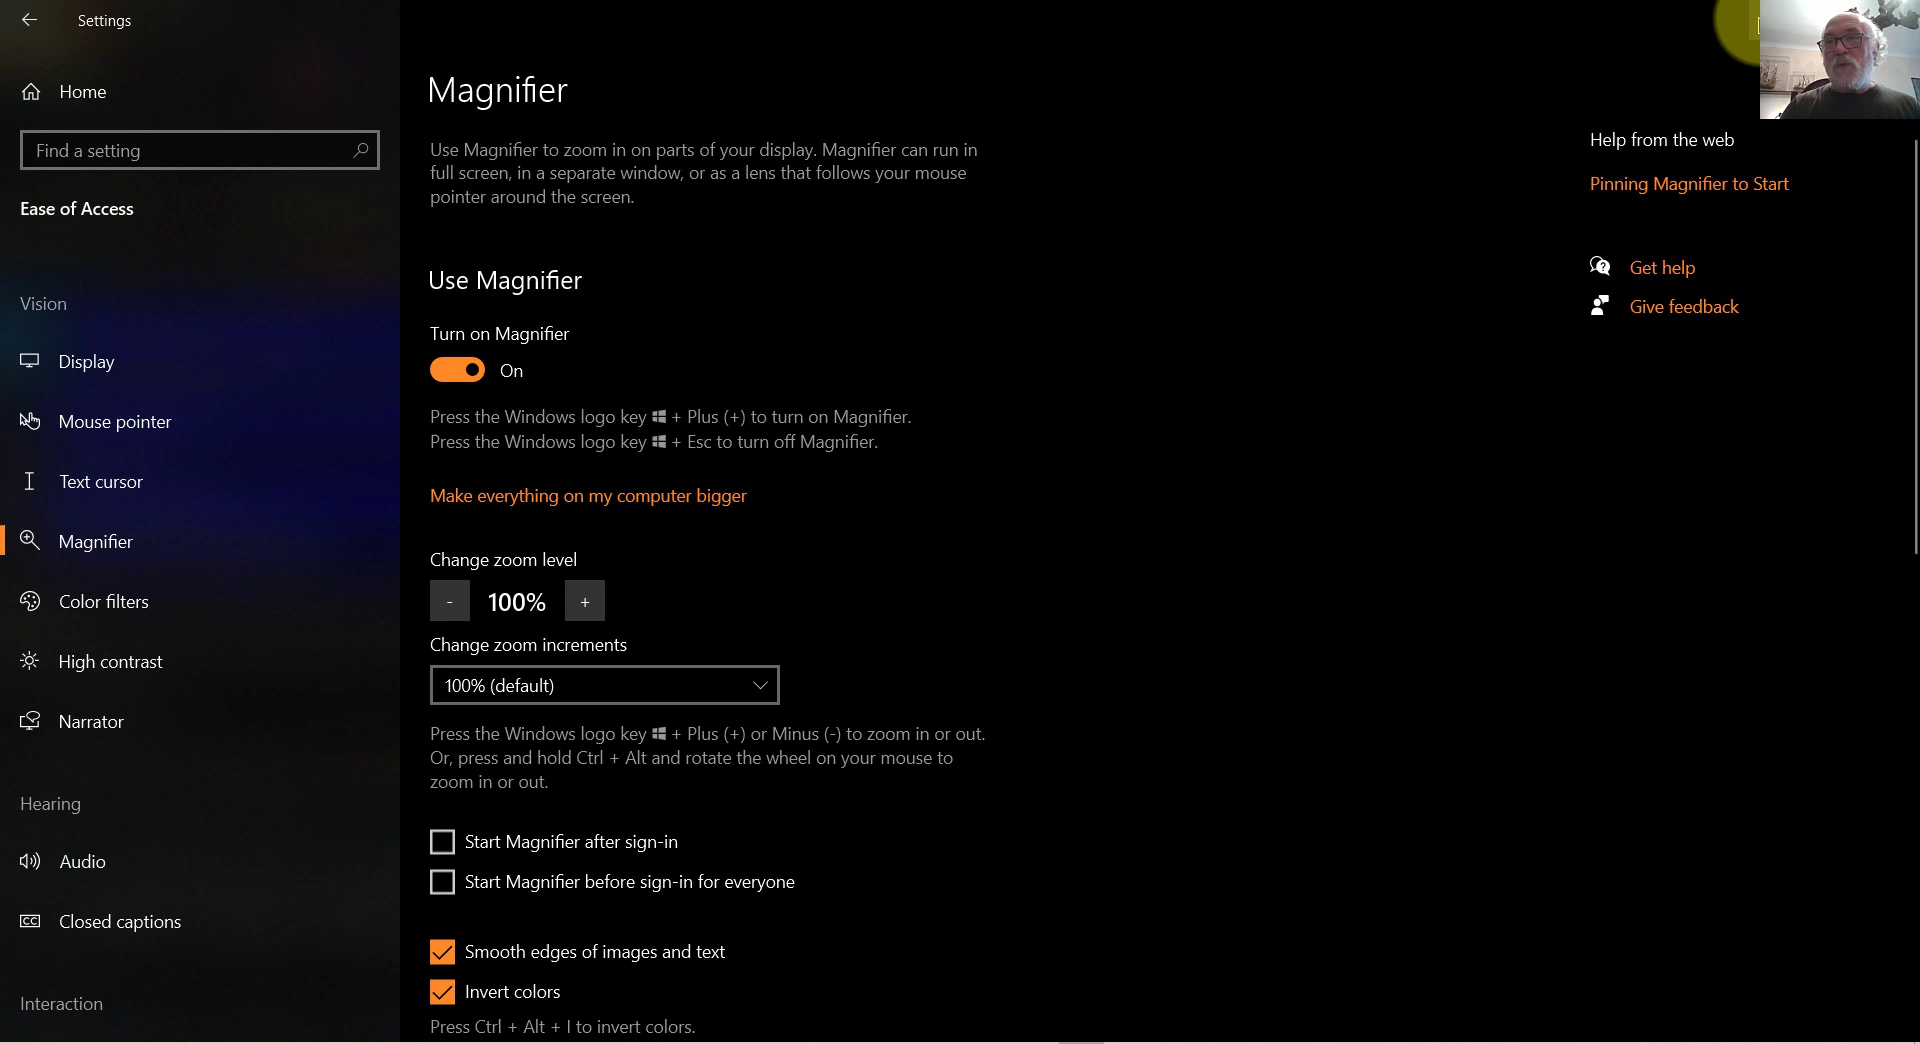 Settings
Home
Find a setting
Ease of Access
Vision
Display
Mouse pointer
Text cursor
Magnifier
Color filters
High contrast
Narrator
Hearing
Audio
Closed captions
Interaction
Magnifier
Use Magnifier to zoom in on parts of your display. Magnifier can run in
full screen, in a separate window, or as a lens that follows your mouse
pointer around the screen.
Use Magnifier
Turn on Magnifier
On
Press the Windows logo key + Plus (+) to turn on Magnifier.
Press the Windows logo key + Esc to turn off Magnifier.
Make everything on my computer bigger
Change zoom level
- 100% +
Change zoom increments
100% (default)
Press the Windows logo key + Plus (+) or Minus (-) to zoom in or out.
Or, press and hold Ctrl + Alt and rotate the wheel on your mouse to
zoom in or out.
Start Magnifier after sign-in
Start Magnifier before sign-in for everyone
Smooth edges of images and text
Invert colors
Press Ctrl + Alt + I to invert colors.
Help from the web
Pinning Magnifier to Start
Get help
Give feedback